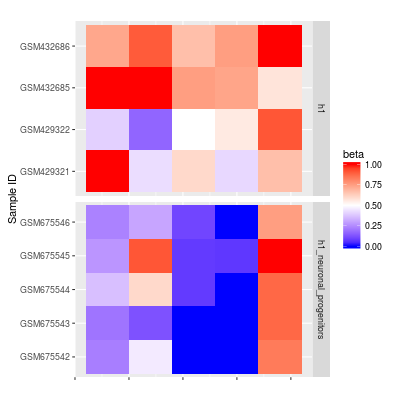 Sample ID
GSM432686
GSM432685
GSM429322
GSM429321
h1
GSM675546
GSM675545
GSM675544
GSM675543
GSM675542
h1_neuronal_progenitors
beta
1.00
0.75
0.50
0.25
0.00